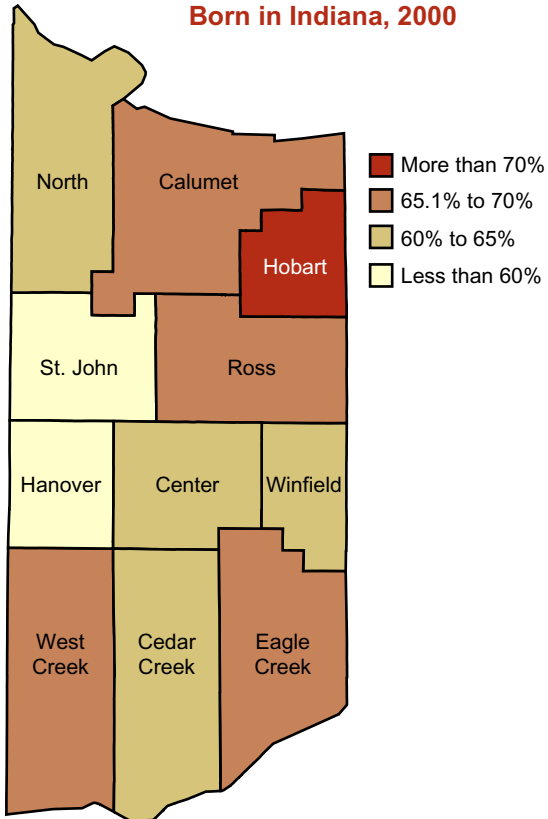 Born in Indiana, 2000
More than 70%
65.1% to 70%
60% to 65%
Less than 60%
North
Calumet
Hobart
St. John
Ross
Hanover
Center
Winfield
West
Creek
Cedar
Creek
Eagle
Creek